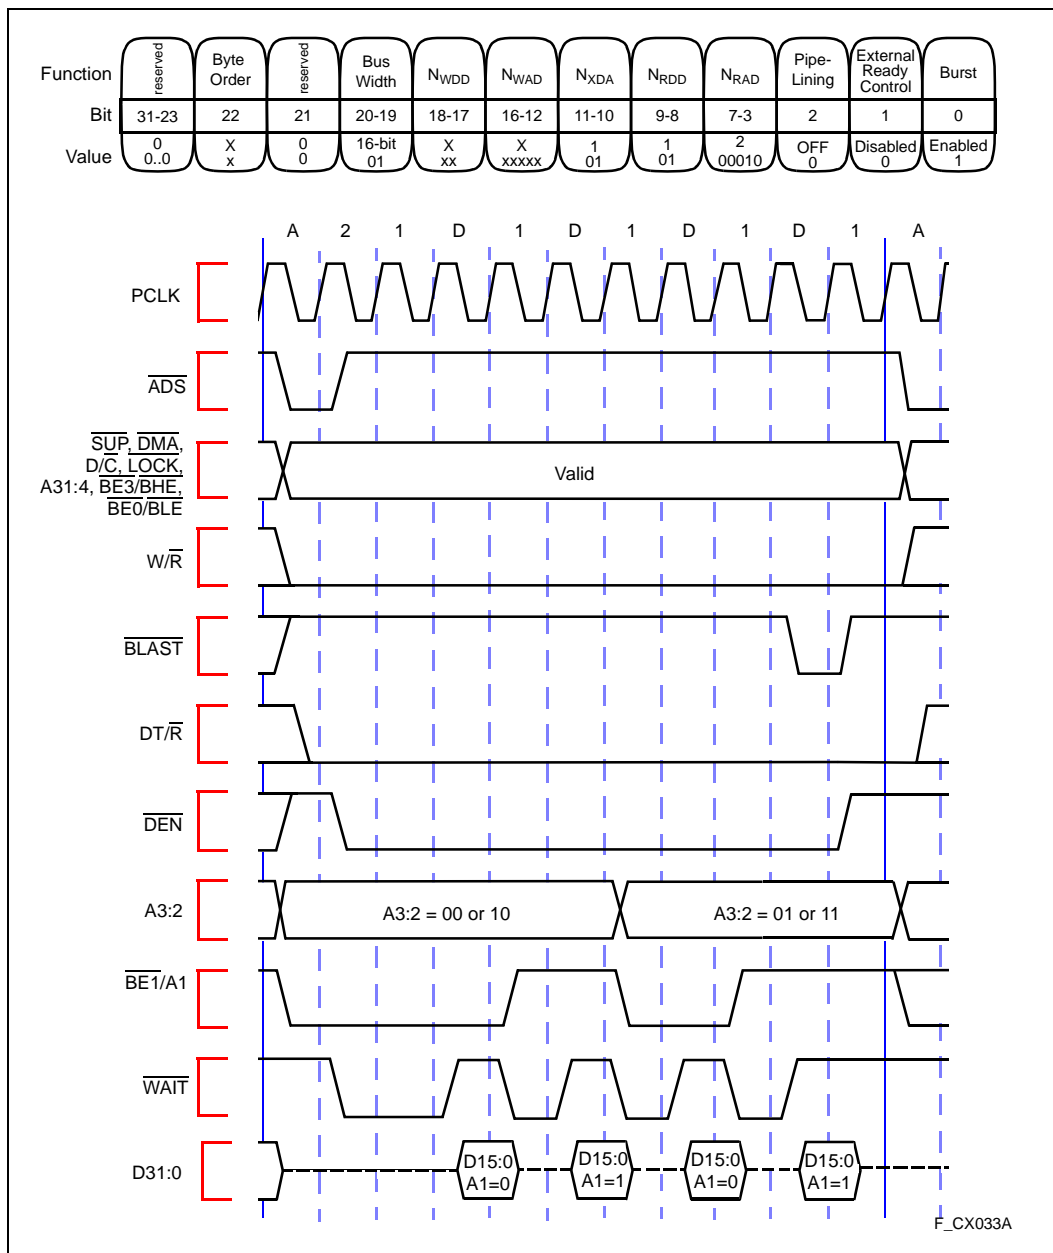 Function reserved Byte Order reserved Bus Width NWDD NWAD NXDA NRDD NRAD Pipe-Lining External Ready Control Burst
Bit 31-23 22 21 20-19 18-17 16-12 11-10 9-8 7-3 2 1 0
Value 0 0..0 X x 0 0 16-bit 01 X xx X xxxxx 1 01 1 01 2 00010 OFF 0 Disabled 0 Enabled 1
A 2 1 D 1 D 1 D 1 D 1 A
PCLK
ADS
SUP, DMA,
D/C, LOCK,
A31:4, BE3/BHE,
BE0/BLE
Valid
W/R
BLAST
DT/R
DEN
A3:2 A3:2 = 00 or 10 A3:2 = 01 or 11
BE1/A1
WAIT
D31:0
D15:0 D15:0 D15:0 D15:0
A1=0 A1=1 A1=0 A1=1
F_CX033A